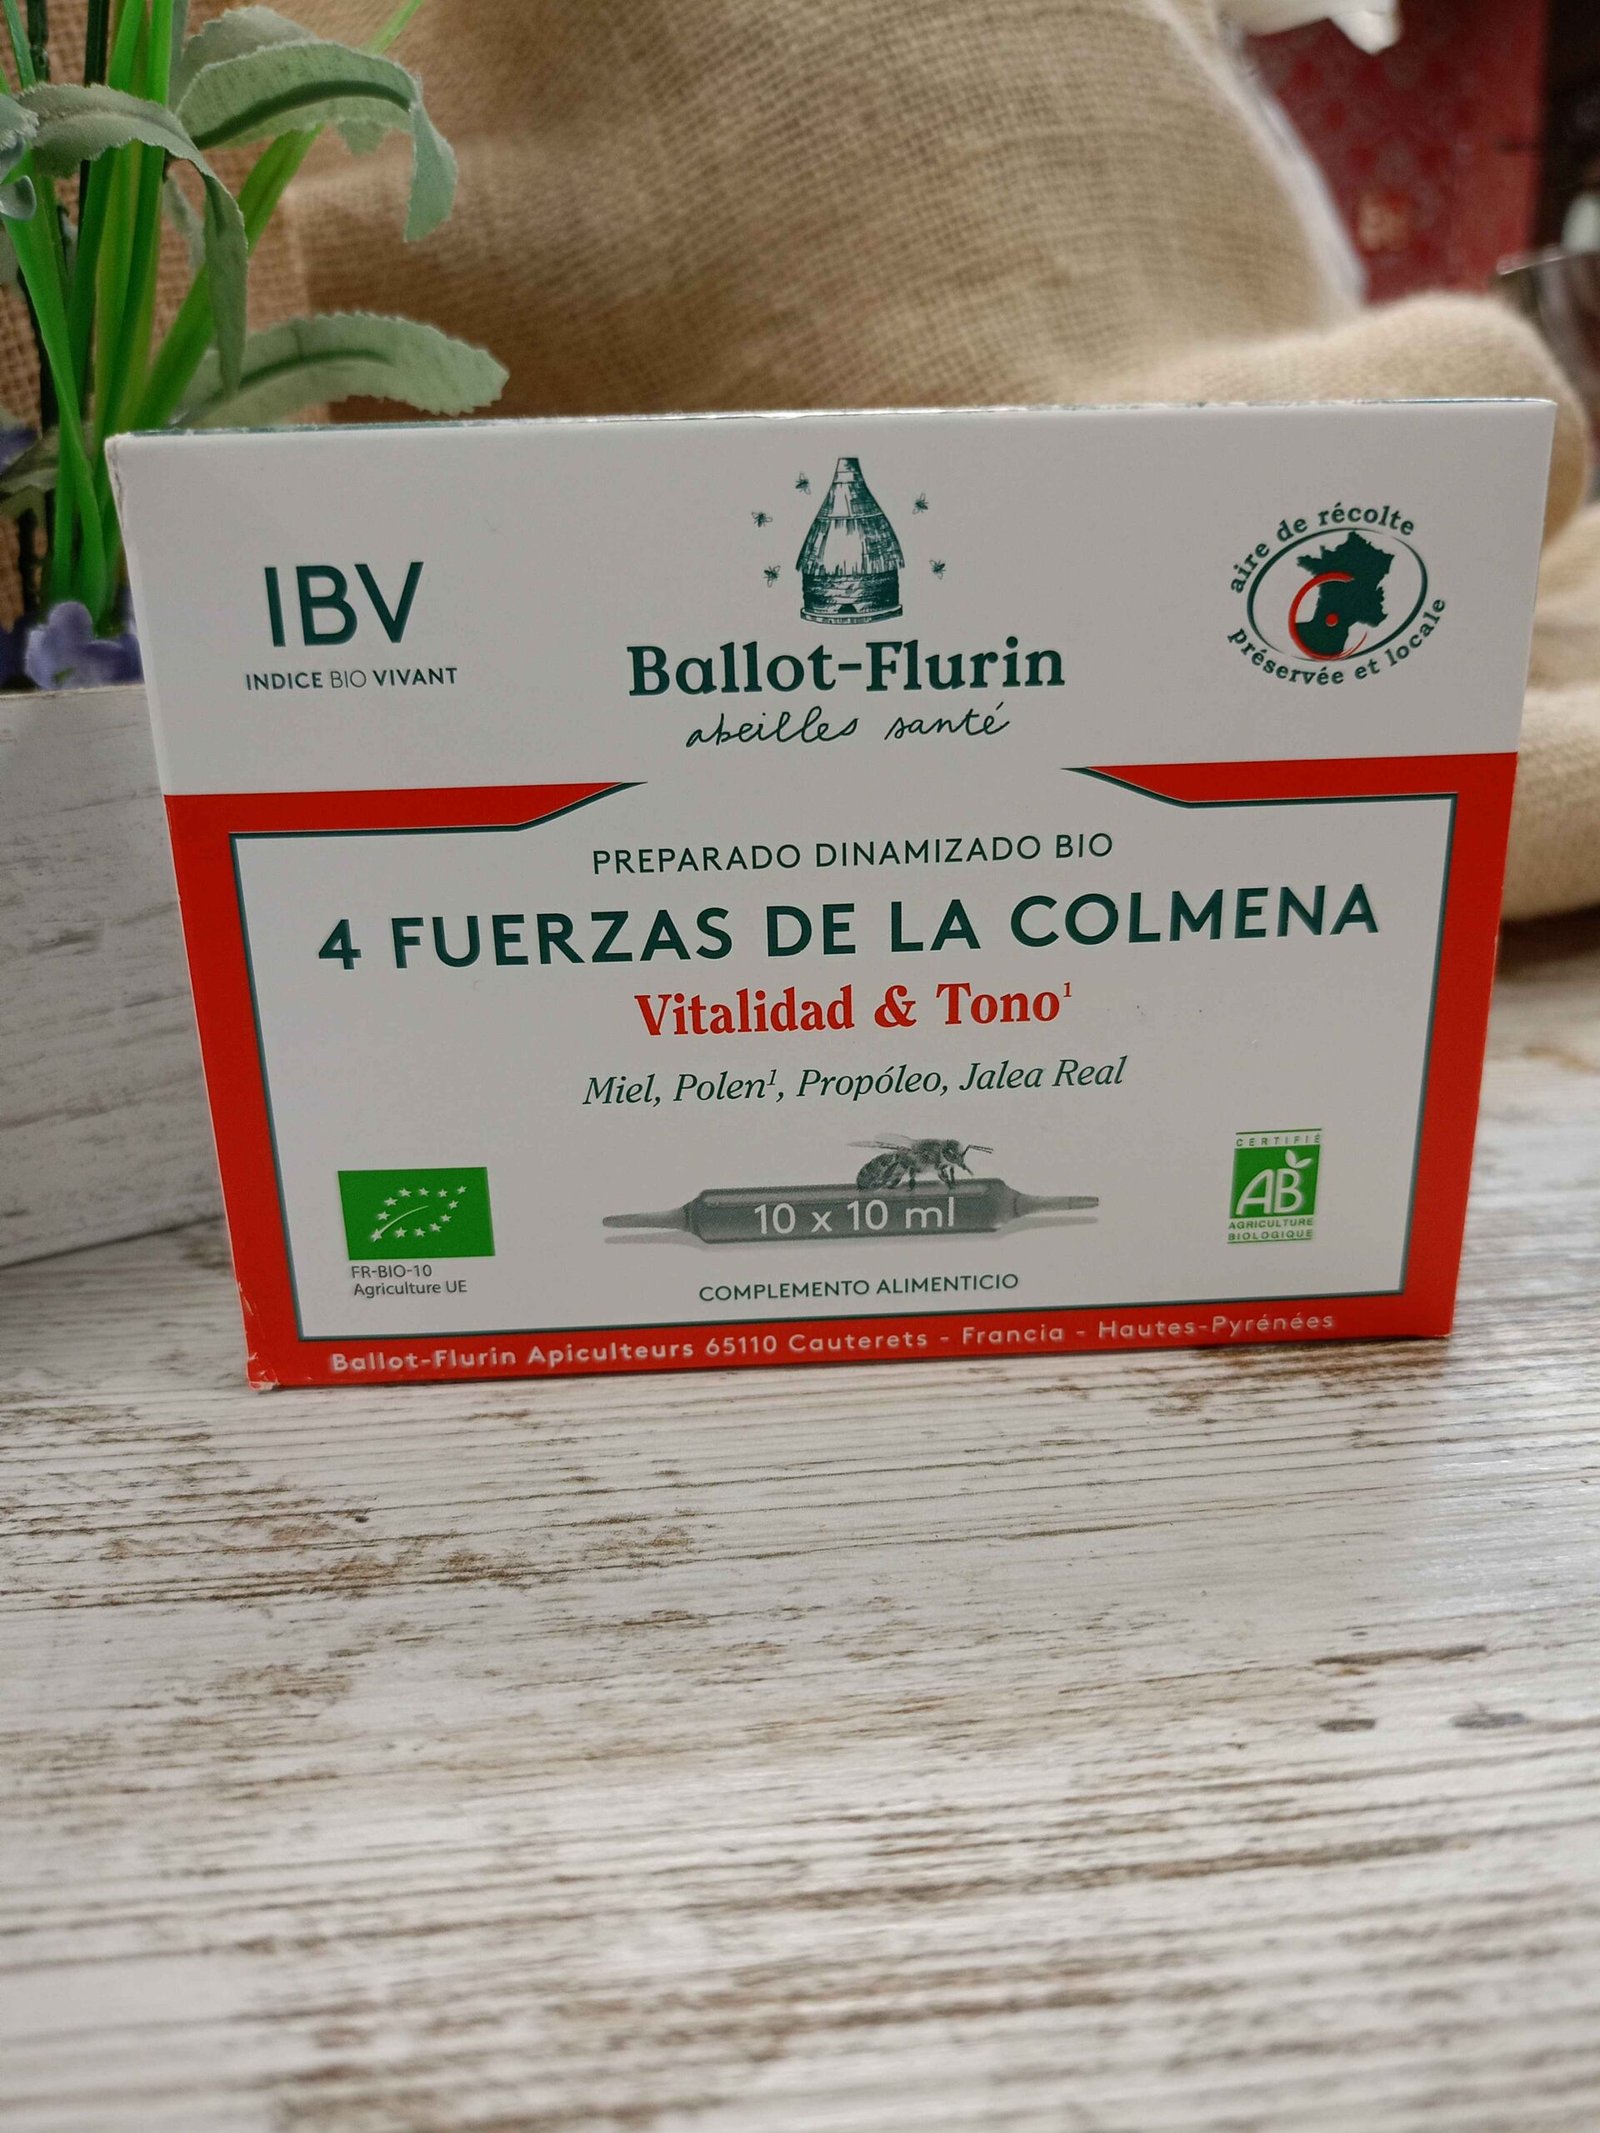 IBV
INDICE BIO VIVANT
Ballot-Flurin
abeilles santé
aire de récolte
préservée et locale
PREPARADO DINAMIZADO BIO
4 FUERZAS DE LA COLMENA
Vitalidad & Tono¹
Miel, Polen¹, Propóleo, Jalea Real
10 x 10 ml
FR-BIO-10
Agriculture UE
CERTIFIÉ
AB
AGRICULTURE
BIOLOGIQUE
COMPLEMENTO ALIMENTICIO
Ballot-Flurin Apiculteurs 65110 Cauterets - Francia - Hautes-Pyrénées